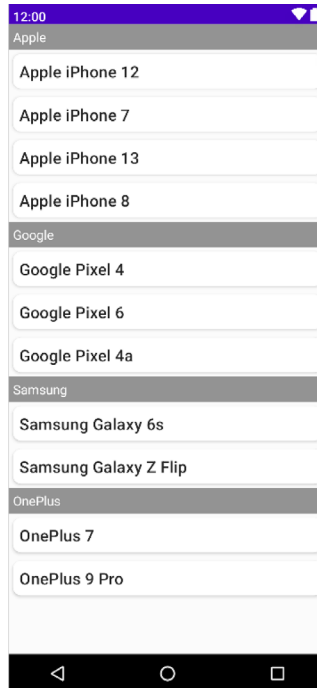 12:00
Apple
Apple iPhone 12
Apple iPhone 7
Apple iPhone 13
Apple iPhone 8
Google
Google Pixel 4
Google Pixel 6
Google Pixel 4a
Samsung
Samsung Galaxy 6s
Samsung Galaxy Z Flip
OnePlus
OnePlus 7
OnePlus 9 Pro